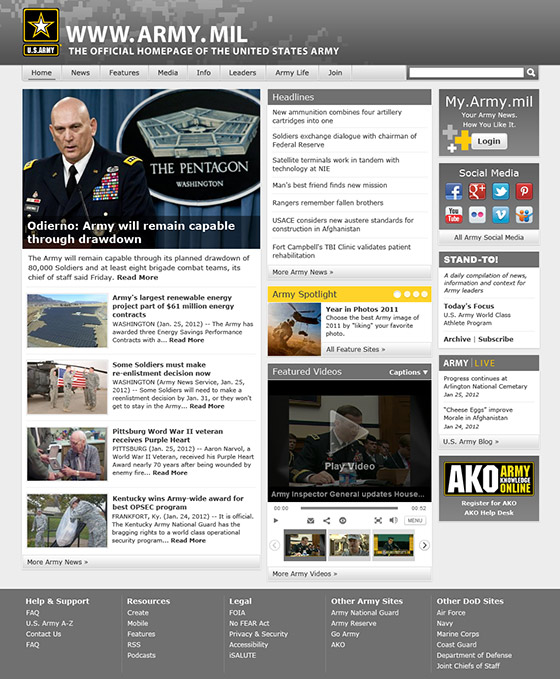 U.S.ARMY
WWW.ARMY.MIL
THE OFFICIAL HOMEPAGE OF THE UNITED STATES ARMY
Home
News
Features
Media
Info
Leaders
Army Life
Join
THE PENTAGON
WASHINGTON
Odierno: Army will remain capable
through drawdown
The Army will remain capable through its planned drawdown of
80,000 Soldiers and at least eight brigade combat teams, its
chief of staff said Friday. Read More
Army's largest renewable energy
project part of $61 million energy
contracts
WASHINGTON (Jan. 25, 2012) -- The Army has
awarded three Energy Savings Performance
Contracts with a... Read More
Some Soldiers must make
re-enlistment decision now
WASHINGTON (Army News Service, Jan. 25,
2012) -- Some Soldiers will need to make a
reenlistment decision by Jan. 31, or they won't
get to stay in the Army... Read More
Pittsburg World War II veteran
receives Purple Heart
PITTSBURG (Jan. 25, 2012) -- Aaron Narvol, a
World War II Veteran, received his Purple Heart
Award nearly 70 years after being wounded by
enemy fire... Read More
Kentucky wins Army-wide award for
best OPSEC program
FRANKFORT, Ky. (Jan. 24, 2012) -- It is official.
The Kentucky Army National Guard has the
bragging rights to a world class operational
security program... Read More
More Army News »
Headlines
New ammunition combines four artillery
cartridges into one
Soldiers exchange dialogue with chairman of
Federal Reserve
Satellite terminals work in tandem with
technology at NIE
Man's best friend finds new mission
Rangers remember fallen brothers
USACE considers new austere standards for
construction in Afghanistan
Fort Campbell's TBI Clinic validates patient
rehabilitation
More Army News »
Army Spotlight
Year in Photos 2011
Choose the best Army image of
2011 by "liking" your favorite
photo.
All Feature Sites »
Featured Videos
Captions ▼
Play Video
Army Inspector General updates House...
00:00
00:52
MENU
More Army Videos »
My.Army.mil
Your Army News.
How You Like It.
Login
Social Media
You
Tube
All Army Social Media
STAND-TO!
A daily compilation of news,
information and context for
Army leaders
Today's Focus
U.S. Army World Class
Athlete Program
Archive | Subscribe
ARMY LIVE
Progress continues at
Arlington National Cemetary
Jan 25, 2012
"Cheese Eggs" improve
Morale in Afghanistan
Jan 24, 2012
U.S. Army Blog »
AKO ARMY
KNOWLEDGE
ONLINE
Register for AKO
AKO Help Desk
Help & Support
FAQ
U.S. Army A-Z
Contact Us
FAQ
Resources
Create
Mobile
Features
RSS
Podcasts
Legal
FOIA
No FEAR Act
Privacy & Security
Accessibility
iSALUTE
Other Army Sites
Army National Guard
Army Reserve
Go Army
AKO
Other DoD Sites
Air Force
Navy
Marine Corps
Coast Guard
Department of Defense
Joint Chiefs of Staff